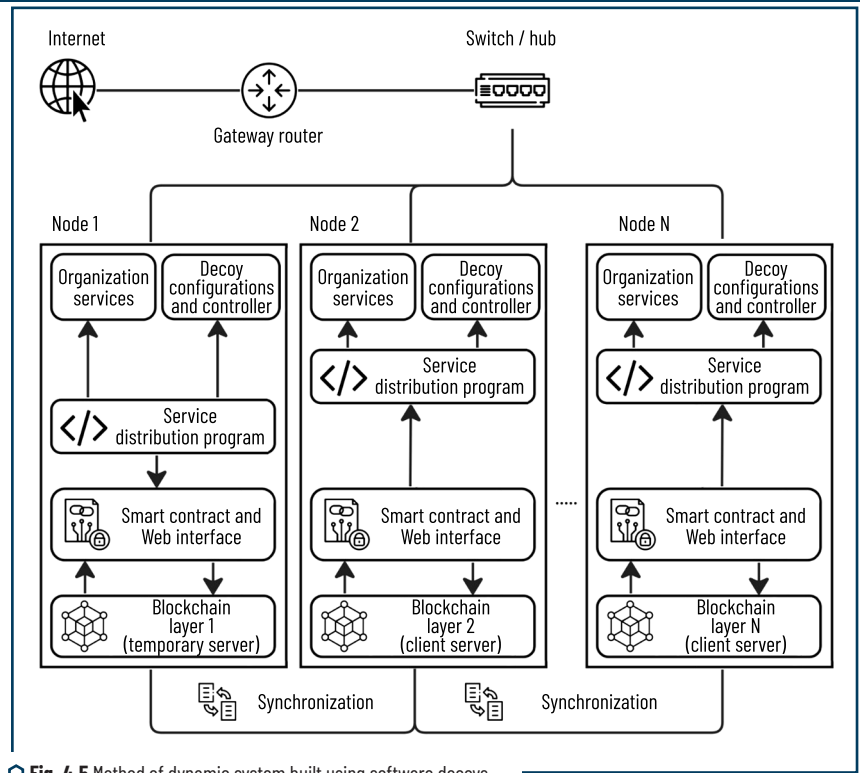 Internet
Switch / hub
Gateway router
Node 1
Organization
services
Decoy
configurations
and controller
</>
Service
distribution program
Smart contract and
Web interface
Blockchain
layer 1
(temporary server)
Node 2
Organization
services
Decoy
configurations
and controller
</>
Service
distribution program
Smart contract and
Web interface
Blockchain
layer 2
(client server)
.....
Node N
Organization
services
Decoy
configurations
and controller
</>
Service
distribution program
Smart contract and
Web interface
Blockchain
layer N
(client server)
Synchronization
Synchronization
Fig. 4.5 Method of dynamic system built using software decoys